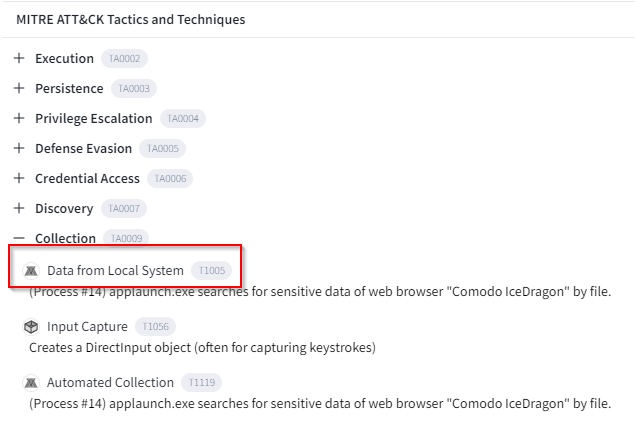 MITRE ATT&CK Tactics and Techniques
Execution TA0002
Persistence TA0003
Privilege Escalation TA0004
Defense Evasion TA0005
Credential Access TA0006
Discovery TA0007
Collection TA0009
Data from Local System T1005
(Process #14) applaunch.exe searches for sensitive data of web browser "Comodo IceDragon" by file.
Input Capture T1056
Creates a DirectInput object (often for capturing keystrokes)
Automated Collection T1119
(Process #14) applaunch.exe searches for sensitive data of web browser "Comodo IceDragon" by file.